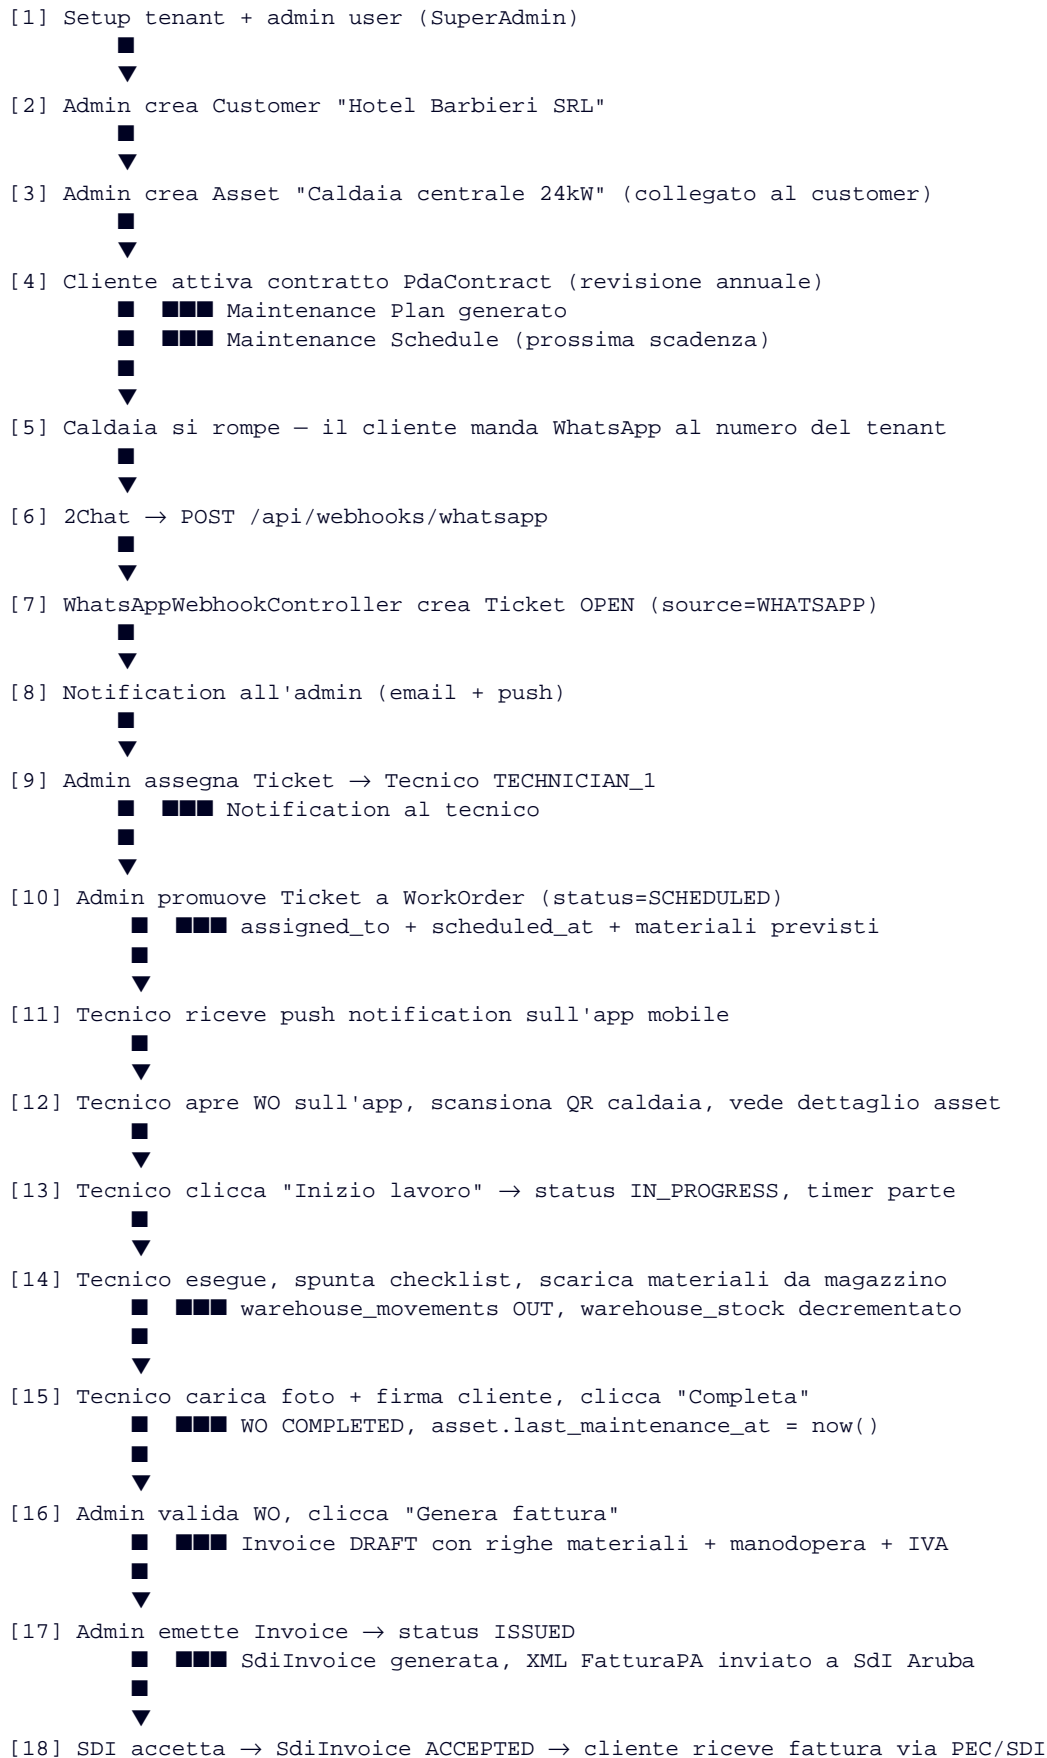 [1] Setup tenant + admin user (SuperAdmin)
■
▼
[2] Admin crea Customer "Hotel Barbieri SRL"
■
▼
[3] Admin crea Asset "Caldaia centrale 24kW" (collegato al customer)
■
▼
[4] Cliente attiva contratto PdaContract (revisione annuale)
■ ■■■ Maintenance Plan generato
■ ■■■ Maintenance Schedule (prossima scadenza)
■
▼
[5] Caldaia si rompe — il cliente manda WhatsApp al numero del tenant
■
▼
[6] 2Chat → POST /api/webhooks/whatsapp
■
▼
[7] WhatsAppWebhookController crea Ticket OPEN (source=WHATSAPP)
■
▼
[8] Notification all'admin (email + push)
■
▼
[9] Admin assegna Ticket → Tecnico TECHNICIAN_1
■ ■■■ Notification al tecnico
■
▼
[10] Admin promuove Ticket a WorkOrder (status=SCHEDULED)
■ ■■■ assigned_to + scheduled_at + materiali previsti
■
▼
[11] Tecnico riceve push notification sull'app mobile
■
▼
[12] Tecnico apre WO sull'app, scansiona QR caldaia, vede dettaglio asset
■
▼
[13] Tecnico clicca "Inizio lavoro" → status IN_PROGRESS, timer parte
■
▼
[14] Tecnico esegue, spunta checklist, scarica materiali da magazzino
■ ■■■ warehouse_movements OUT, warehouse_stock decrementato
■
▼
[15] Tecnico carica foto + firma cliente, clicca "Completa"
■ ■■■ WO COMPLETED, asset.last_maintenance_at = now()
■
▼
[16] Admin valida WO, clicca "Genera fattura"
■ ■■■ Invoice DRAFT con righe materiali + manodopera + IVA
■
▼
[17] Admin emette Invoice → status ISSUED
■ ■■■ SdiInvoice generata, XML FatturaPA inviato a SdI Aruba
■
▼
[18] SDI accetta → SdiInvoice ACCEPTED → cliente riceve fattura via PEC/SDI